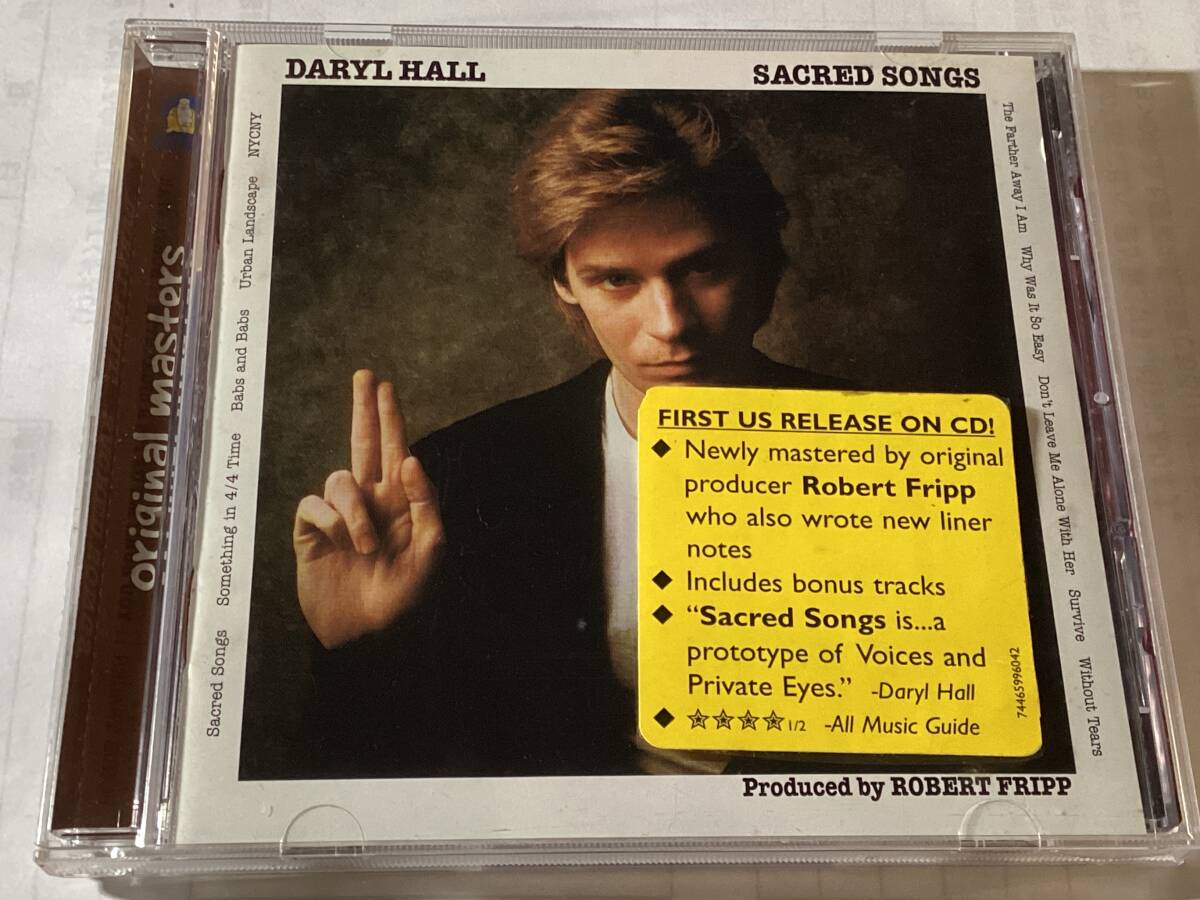 DARYL HALL
SACRED SONGS
original masters
Sacred Songs Something in 4/4 Time Babs and Babs Urban Landscape NYCNY
The Farther Away I Am Why Was It So Easy Don't Leave Me Alone With Her Survive Without Tears
FIRST US RELEASE ON CD!
◆ Newly mastered by original
producer Robert Fripp
who also wrote new liner
notes
◆ Includes bonus tracks
◆ “Sacred Songs is...a
prototype of Voices and
Private Eyes.” -Daryl Hall
◆ ✯✯✯✯1/2 -All Music Guide
74465996042
Produced by ROBERT FRIPP